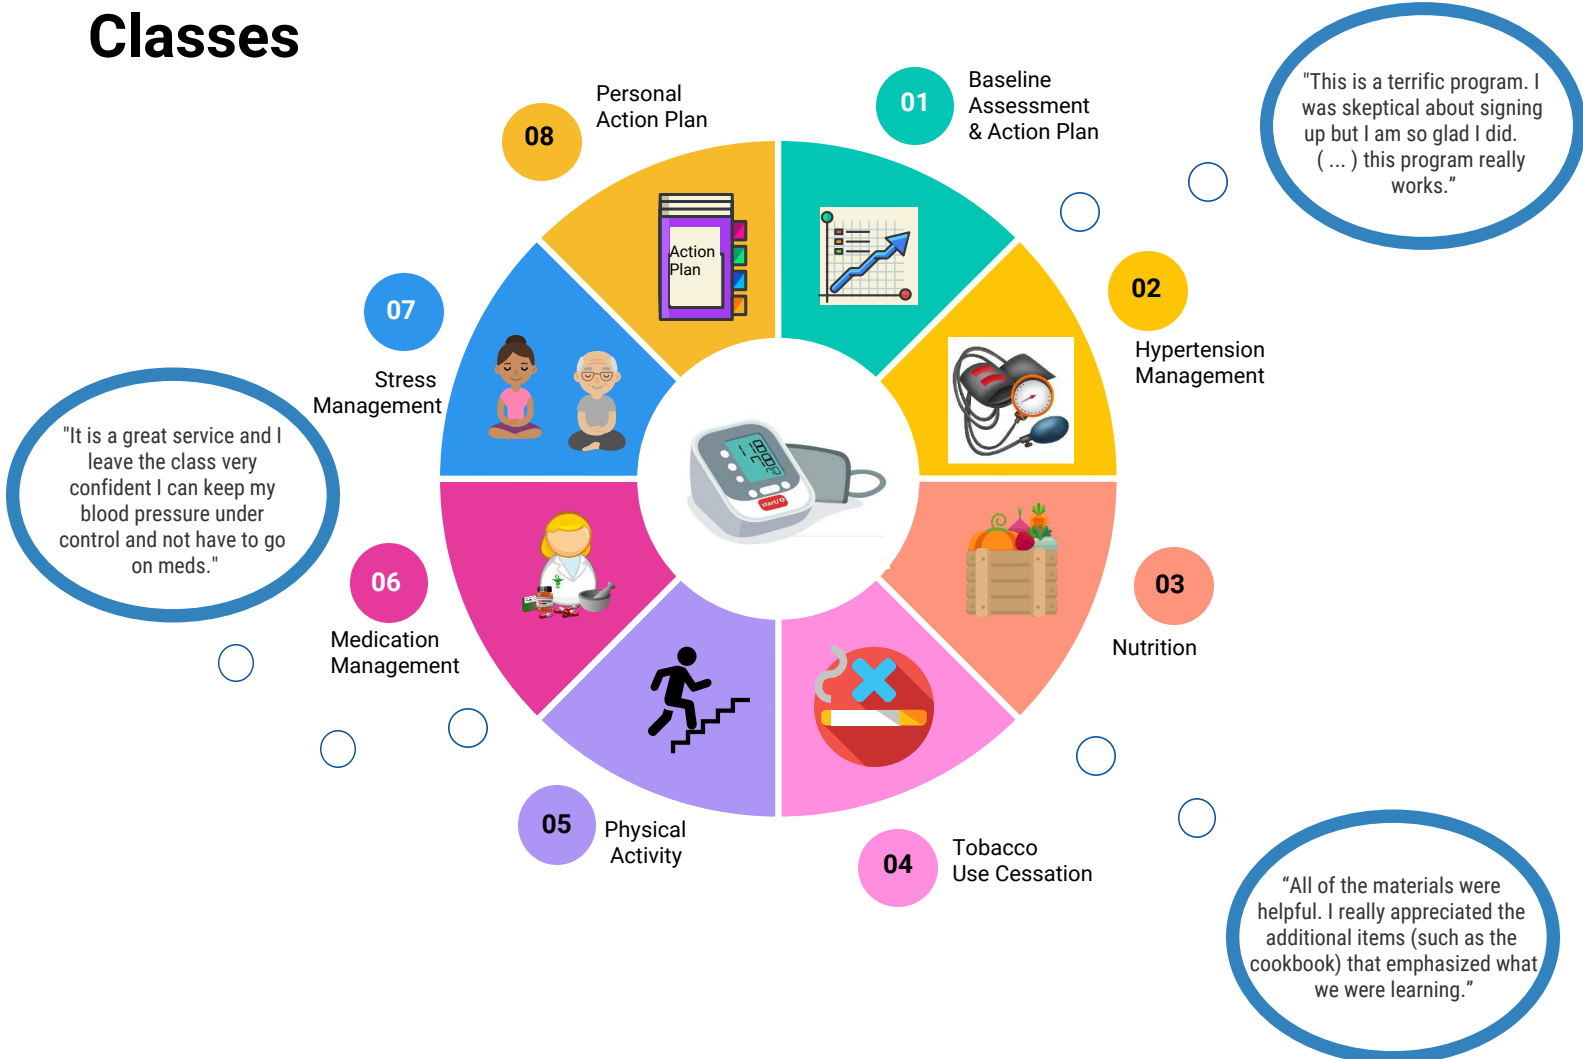 Classes
01
Baseline
Assessment
& Action Plan
02
Hypertension
Management
03
Nutrition
04
Tobacco
Use Cessation
05
Physical
Activity
06
Medication
Management
07
Stress
Management
08
Personal
Action Plan
Action
Plan
start/
"This is a terrific program. I
was skeptical about signing
up but I am so glad I did.
( ... ) this program really
works.”
"It is a great service and I
leave the class very
confident I can keep my
blood pressure under
control and not have to go
on meds."
“All of the materials were
helpful. I really appreciated the
additional items (such as the
cookbook) that emphasized what
we were learning.”